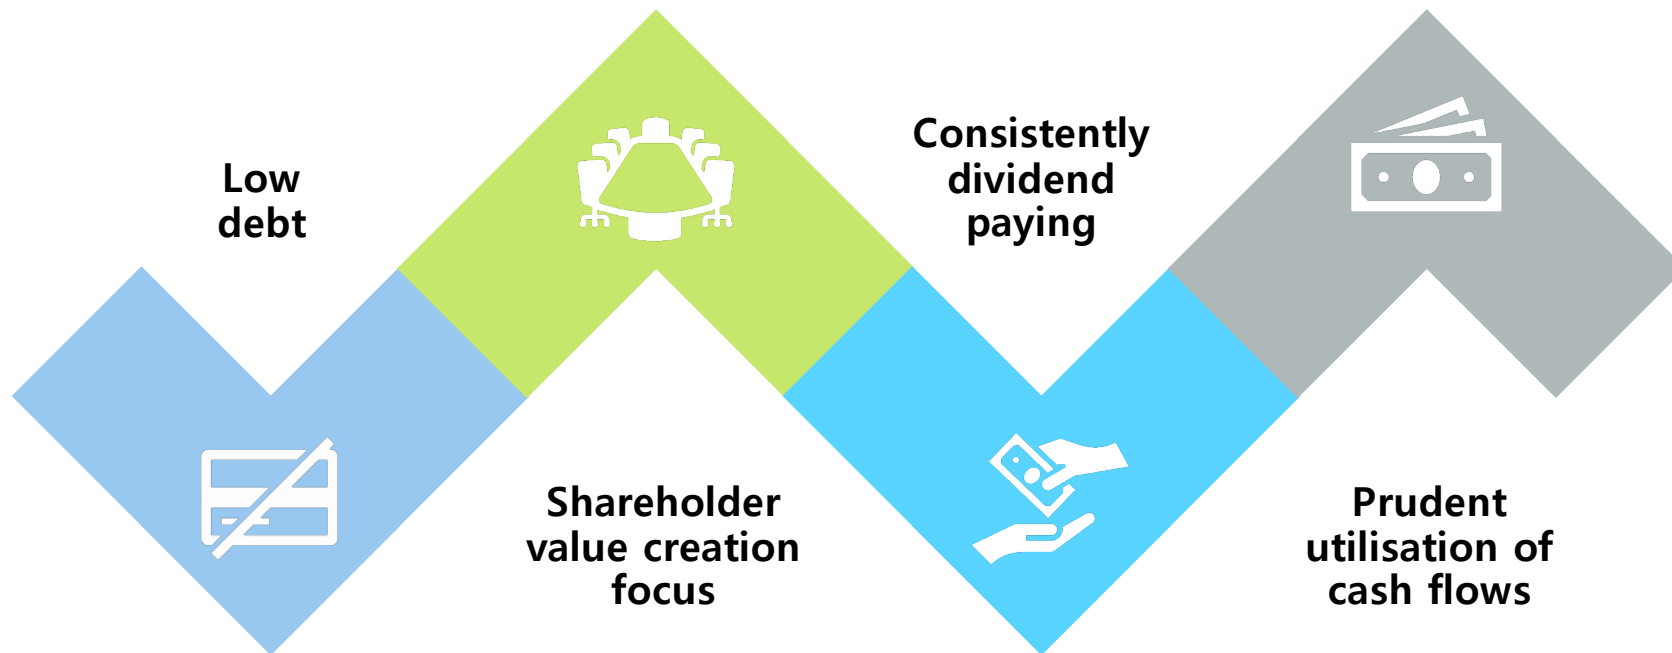 Low
debt
Shareholder
value creation
focus
Consistently
dividend
paying
Prudent
utilisation of
cash flows